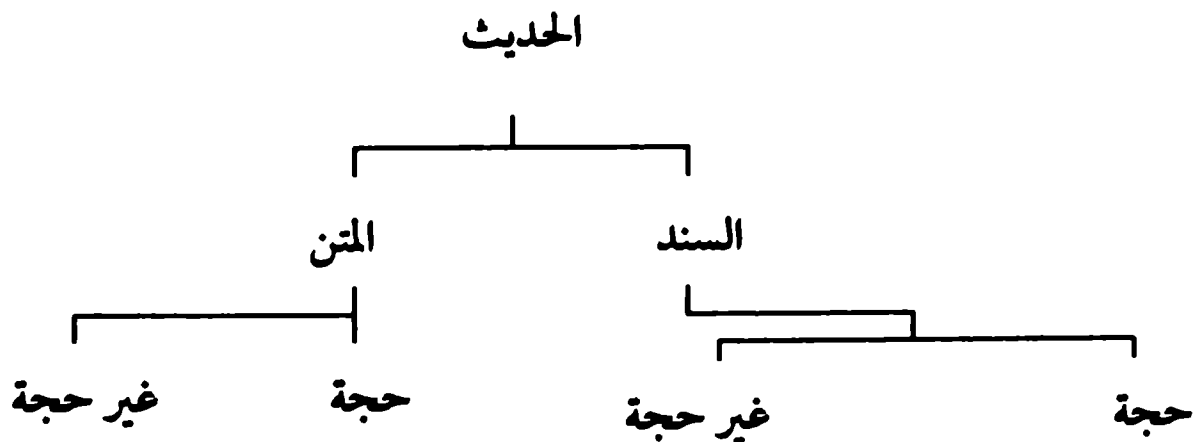 الحديث
السند
المتن
حجة
غير حجة
حجة
غير حجة